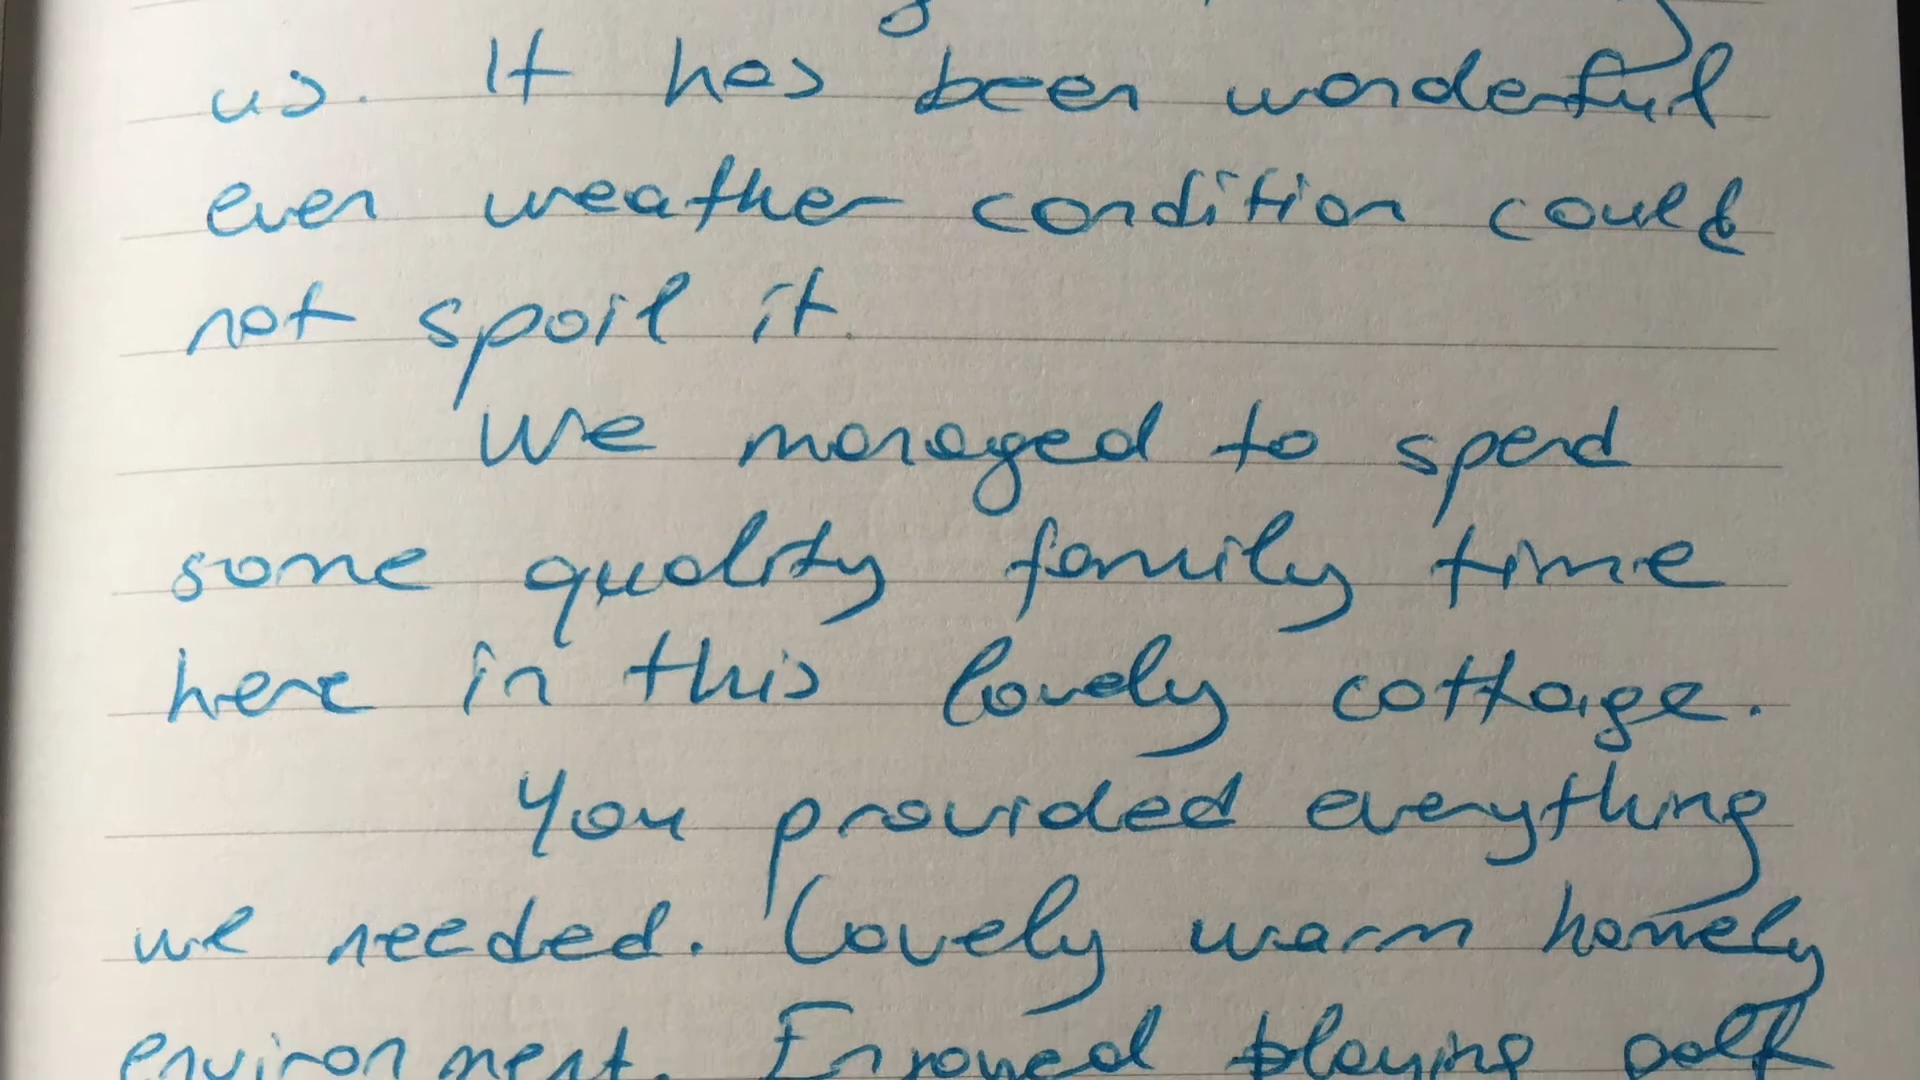 us. It has been wonderful
even weather condition could
not spoil it.
We managed to spend
some quality family time
here in this lovely cottage.
You provided everything
we needed. Lovely warm homely
environment. Enjoyed playing golf